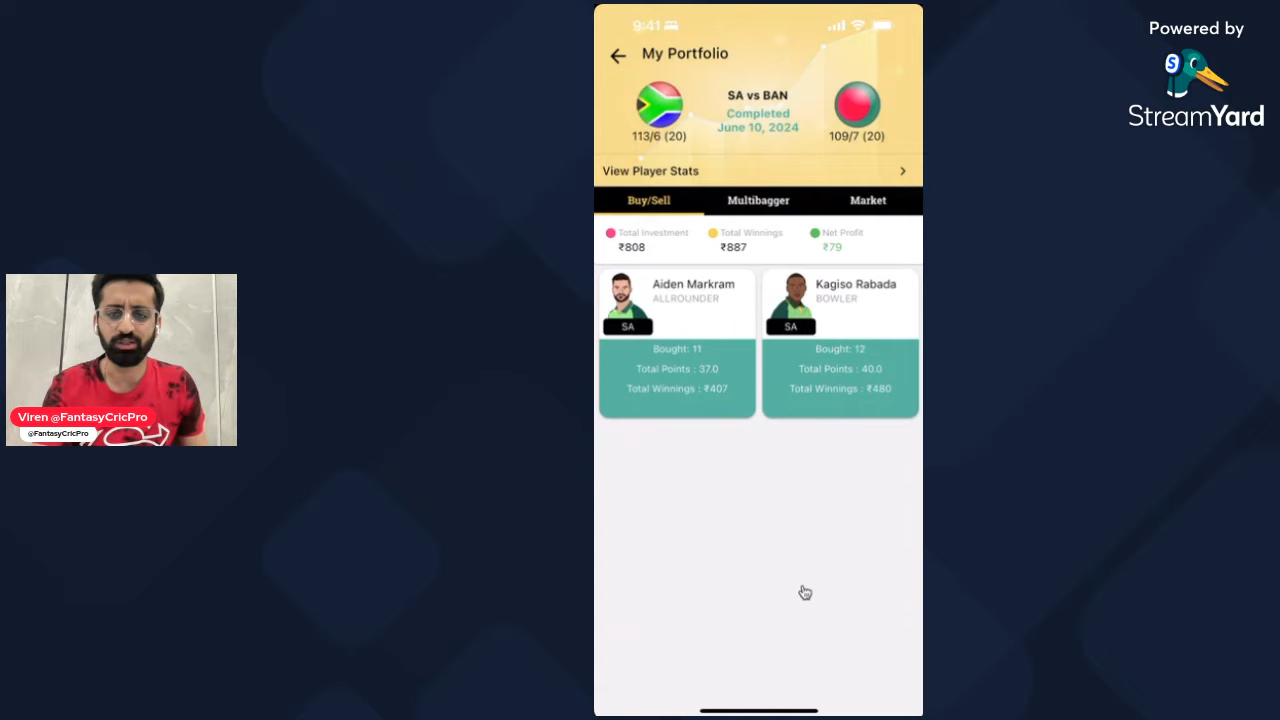 9:41
My Portfolio
SA vs BAN
Completed
June 10, 2024
113/6 (20)
109/7 (20)
View Player Stats
Buy/Sell
Multibagger
Market
Total Investment
₹808
Total Winnings
₹887
Net Profit
₹79
Aiden Markram
ALLROUNDER
SA
Bought: 11
Total Points : 37.0
Total Winnings : ₹407
Kagiso Rabada
BOWLER
SA
Bought: 12
Total Points : 40.0
Total Winnings : ₹480
Viren @FantasyCricPro
@FantasyCricPro
Powered by
S
StreamYard